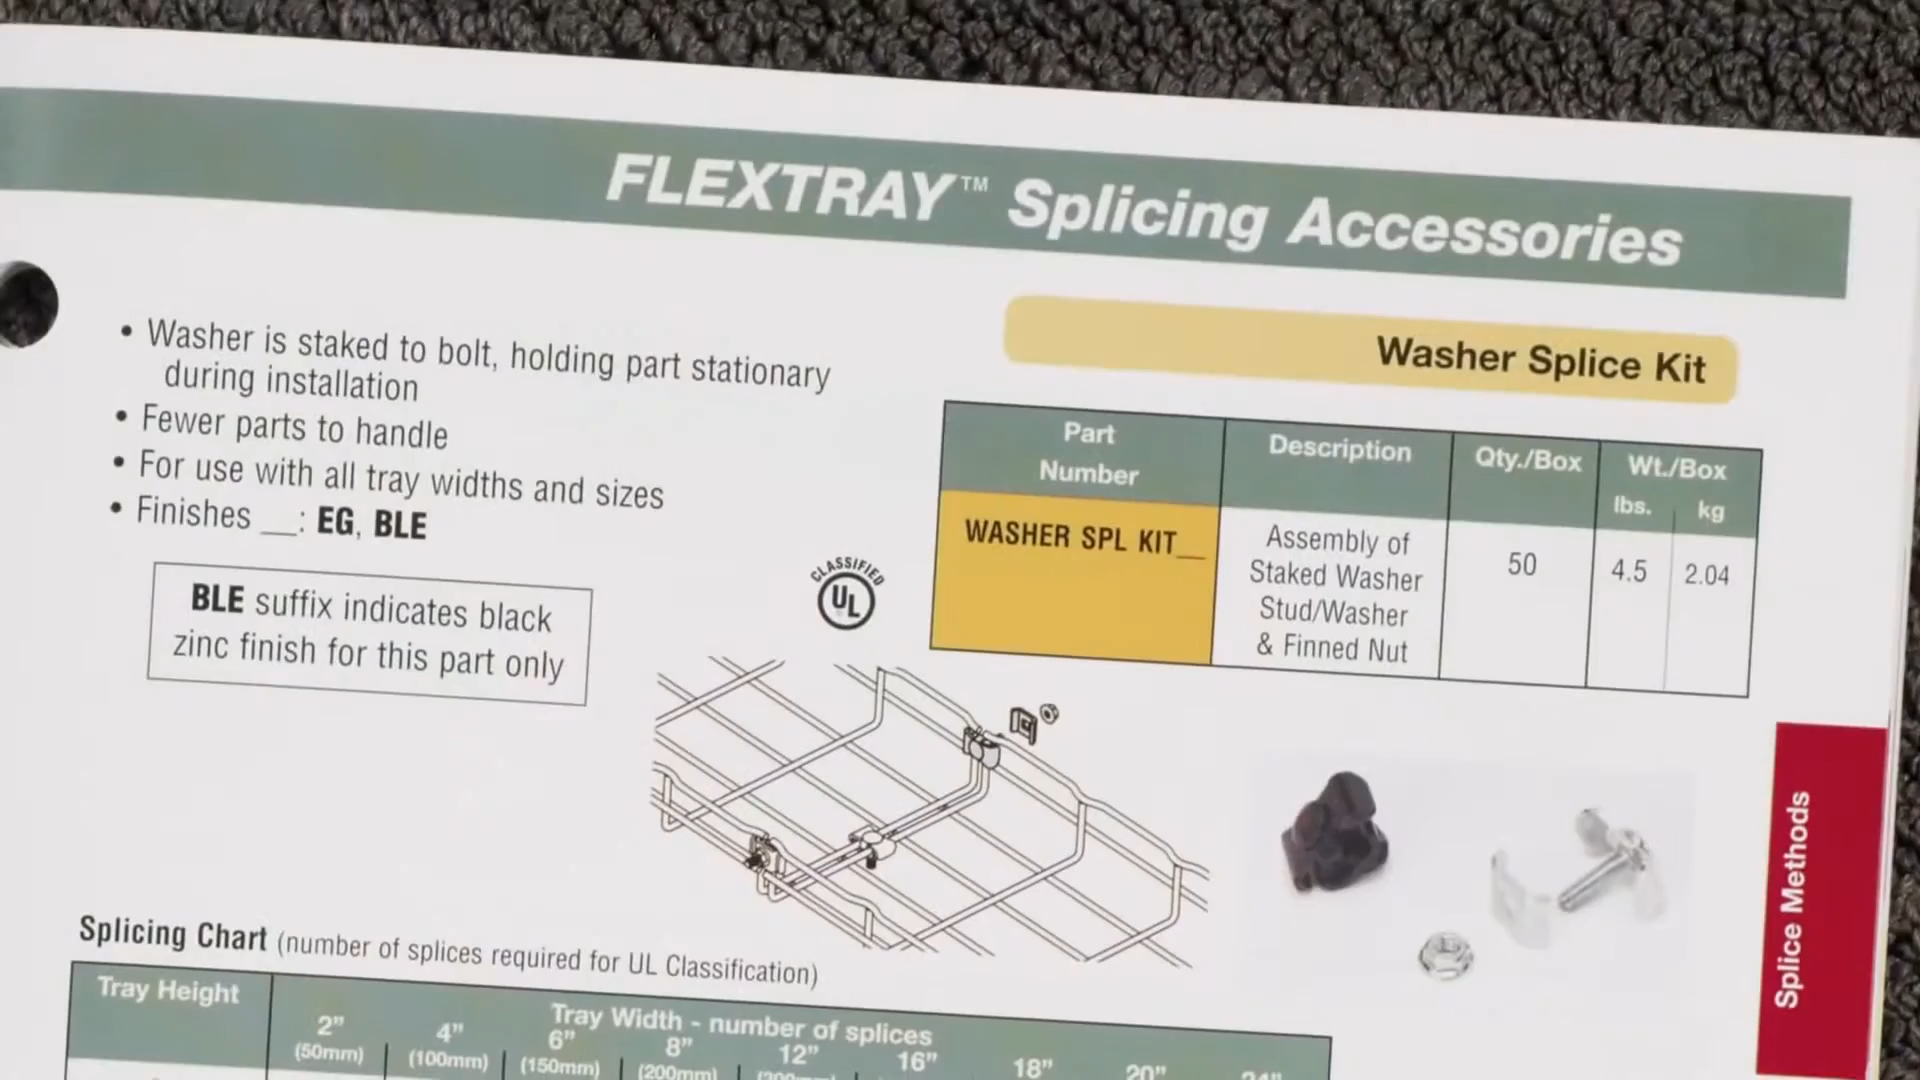 FLEXTRAY™ Splicing Accessories
• Washer is staked to bolt, holding part stationary
during installation
• Fewer parts to handle
• For use with all tray widths and sizes
• Finishes __: EG, BLE
BLE suffix indicates black
zinc finish for this part only
CLASSIFIED
UL
Washer Splice Kit
Part
Number
Description
Qty./Box
Wt./Box
lbs.
kg
WASHER SPL KIT__
Assembly of
Staked Washer
Stud/Washer
& Finned Nut
50
4.5
2.04
Splice Methods
Splicing Chart (number of splices required for UL Classification)
Tray Height
Tray Width - number of splices
2” 4” 6” 8” 12” 16” 18” 20”
(50mm) (100mm) (150mm) (200mm)